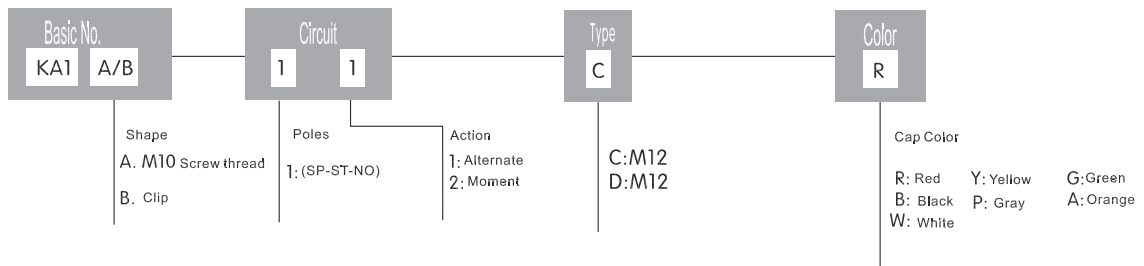 Basic No.
KA1 A/B
Circuit
1 1
Type
C
Color
R
Shape
A. M10 Screw thread
B. Clip
Poles
1: (SP-ST-NO)
Action
1: Alternate
2: Moment
C:M12
D:M12
Cap Color
R: Red Y: Yellow G: Green
B: Black P: Gray A: Orange
W: White